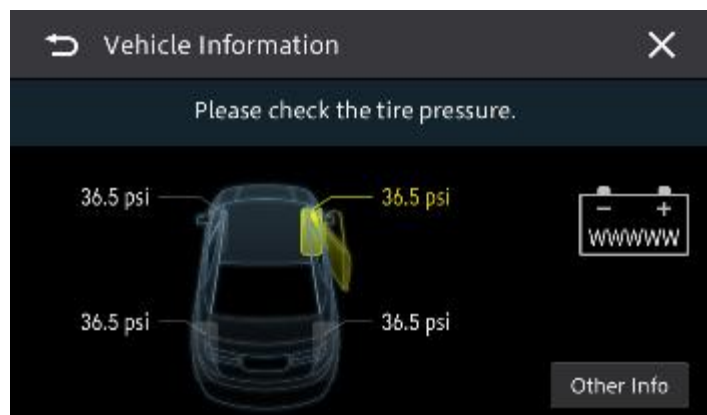 Vehicle Information
Please check the tire pressure.
36.5 psi
36.5 psi
- +
WWWWW
36.5 psi
36.5 psi
Other Info